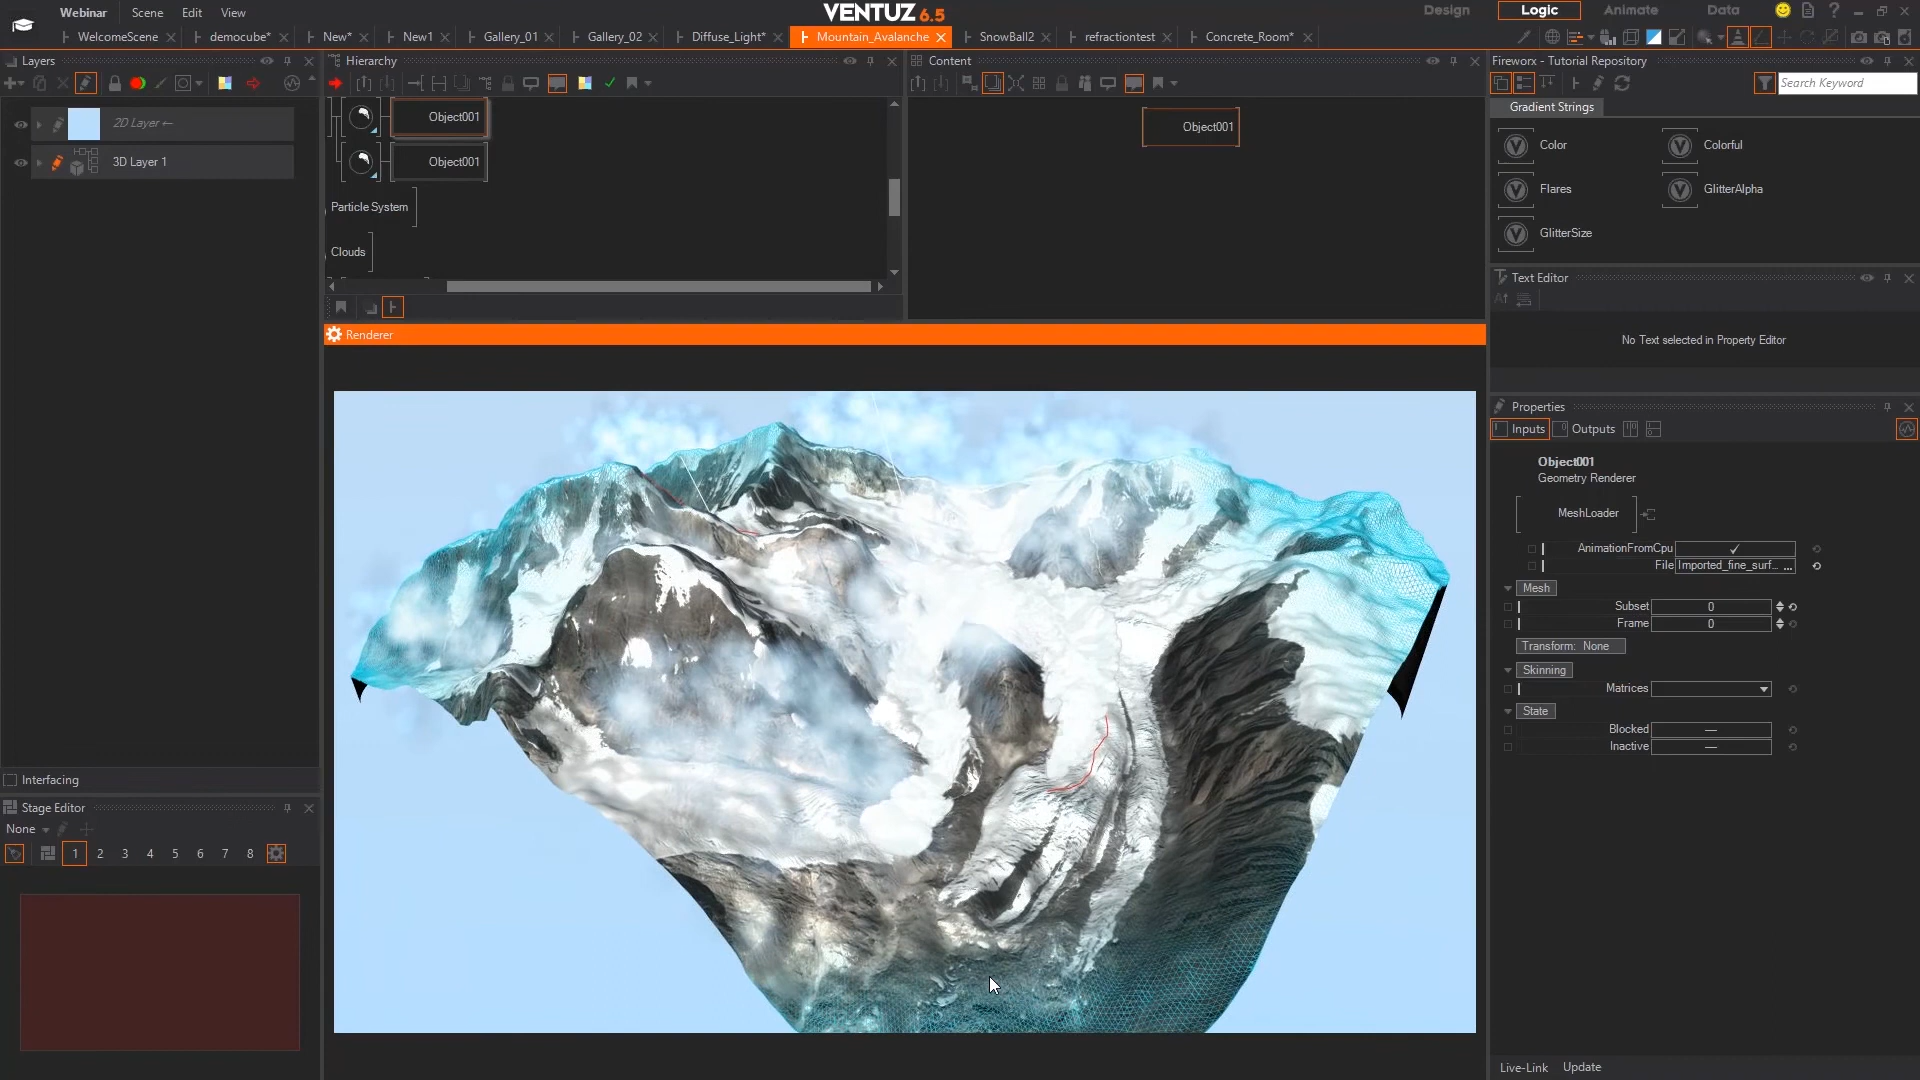 Webinar Scene Edit View
VENTUZ 6.5
Design Logic Animate Data
WelcomeScene democube* New* New1 Gallery_01 Gallery_02 Diffuse_Light* Mountain_Avalanche SnowBall2 refractiontest Concrete_Room*
Layers
2D Layer
3D Layer 1
Interfacing
Stage Editor
None
1 2 3 4 5 6 7 8
Hierarchy
Object001
Object001
Particle System
Clouds
Content
Object001
Renderer
Fireworx - Tutorial Repository
Search Keyword
Gradient Strings
Color Colorful
Flares GlitterAlpha
GlitterSize
Text Editor
No Text selected in Property Editor
Properties
Inputs Outputs
Object001
Geometry Renderer
MeshLoader
AnimationFromCpu
File Imported_fine_surf... ...
Mesh
Subset 0
Frame 0
Transform: None
Skinning
Matrices
State
Blocked —
Inactive —
Live-Link Update